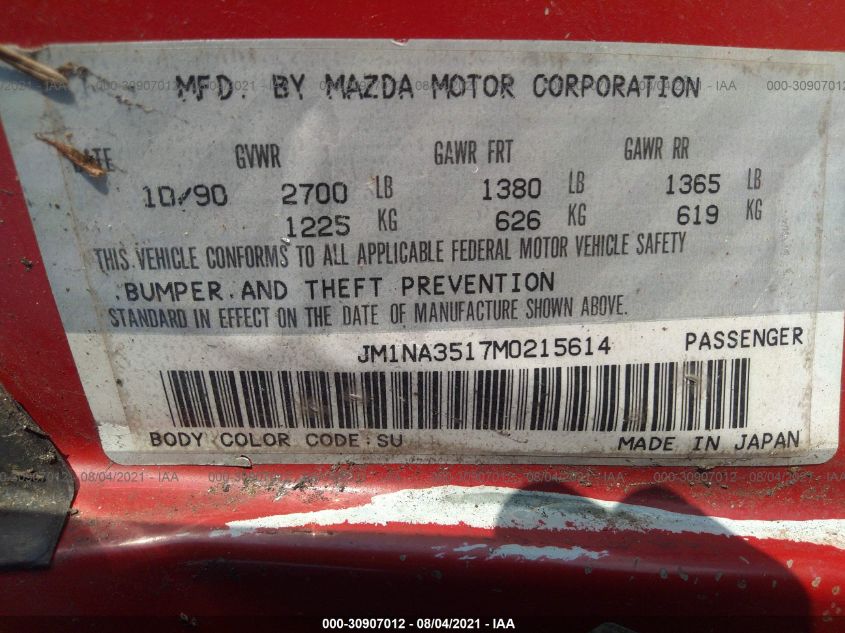 MFD. BY MAZDA MOTOR CORPORATION
DATE GVWR GAWR FRT GAWR RR
10/90 2700 LB 1380 LB 1365 LB
1225 KG 626 KG 619 KG
THIS VEHICLE CONFORMS TO ALL APPLICABLE FEDERAL MOTOR VEHICLE SAFETY
.BUMPER.AND THEFT PREVENTION
STANDARD IN EFFECT ON THE DATE OF MANUFACTURE SHOWN ABOVE.
JM1NA3517M0215614 PASSENGER
BODY COLOR CODE:SU MADE IN JAPAN
000-30907012 - 08/04/2021 - IAA